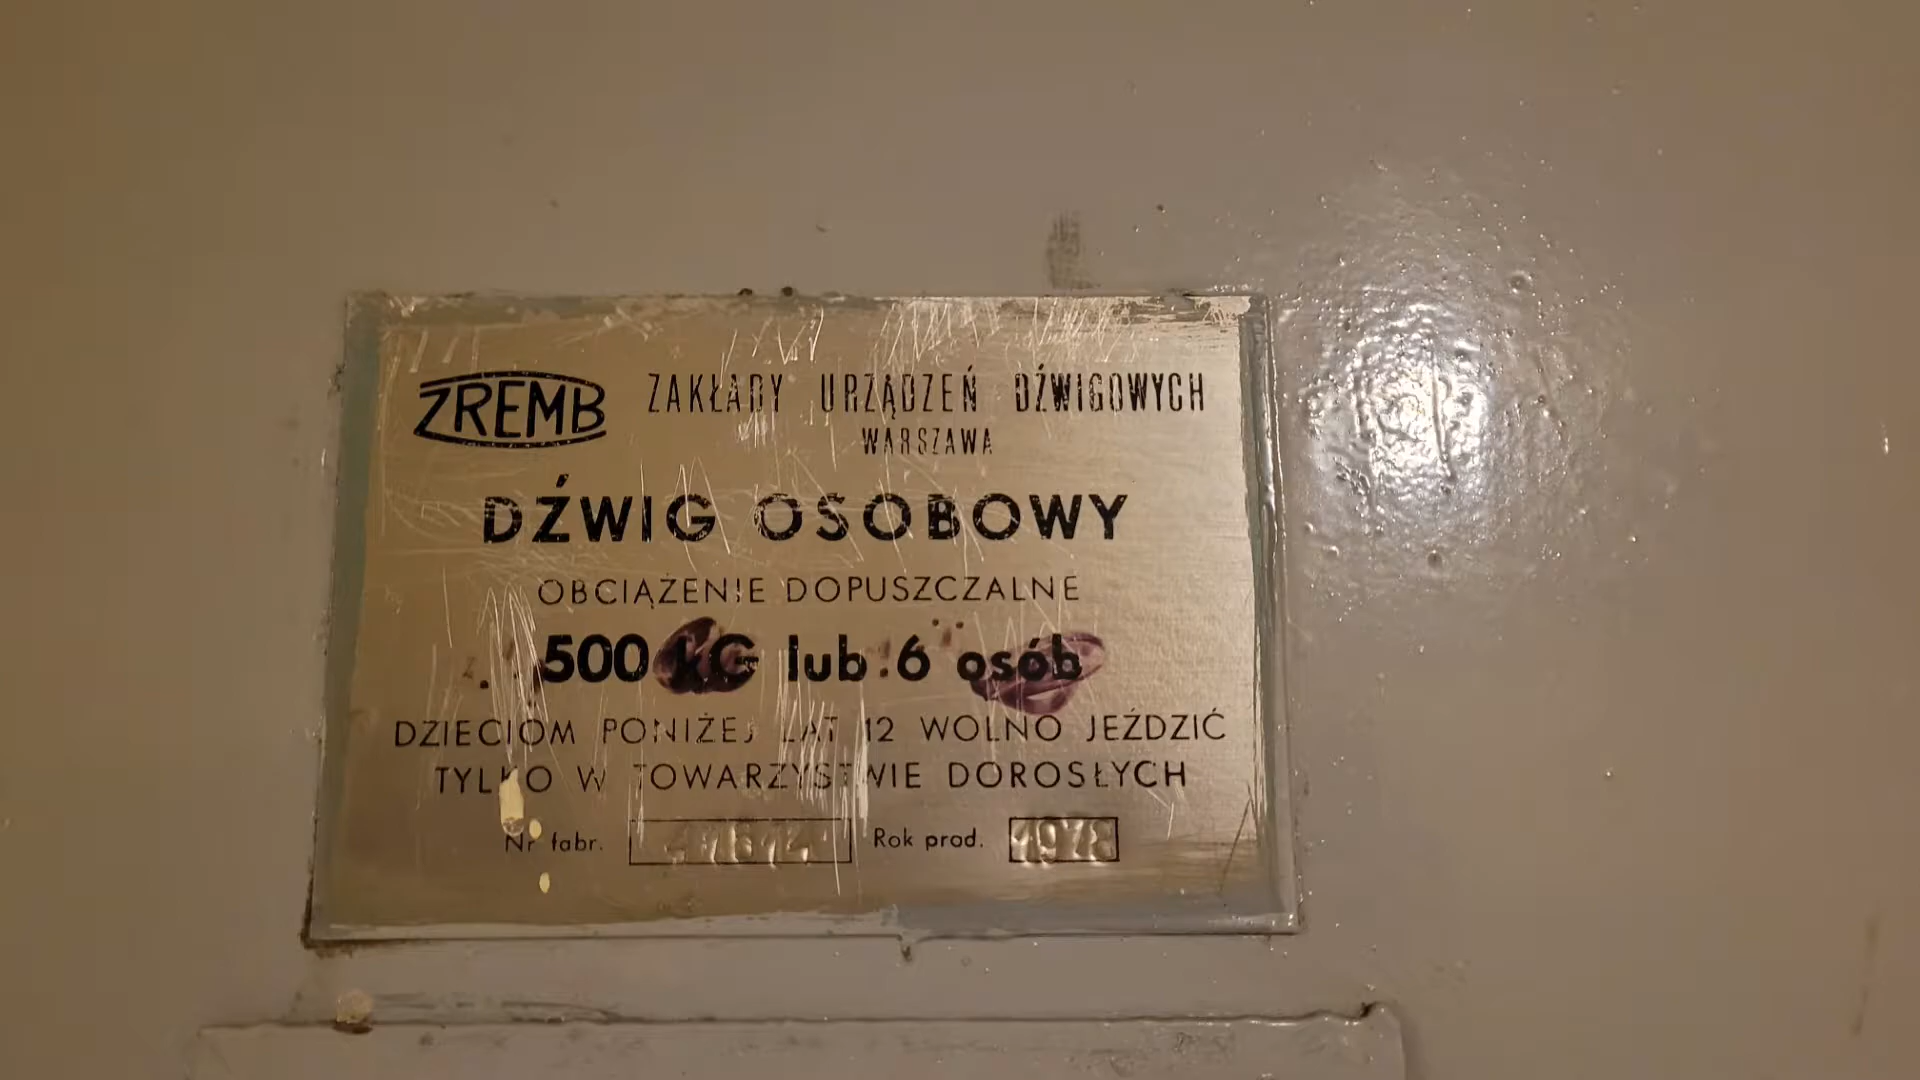 ZREMB ZAKŁADY URZĄDZEŃ DŹWIGOWYCH
WARSZAWA
DŹWIG OSOBOWY
OBCIĄŻENIE DOPUSZCZALNE
500 kG lub 6 osób
DZIECIOM PONIŻEJ LAT 12 WOLNO JEŹDZIĆ
TYLKO W TOWARZYSTWIE DOROSŁYCH
Nr fabr. Rok prod. 1978